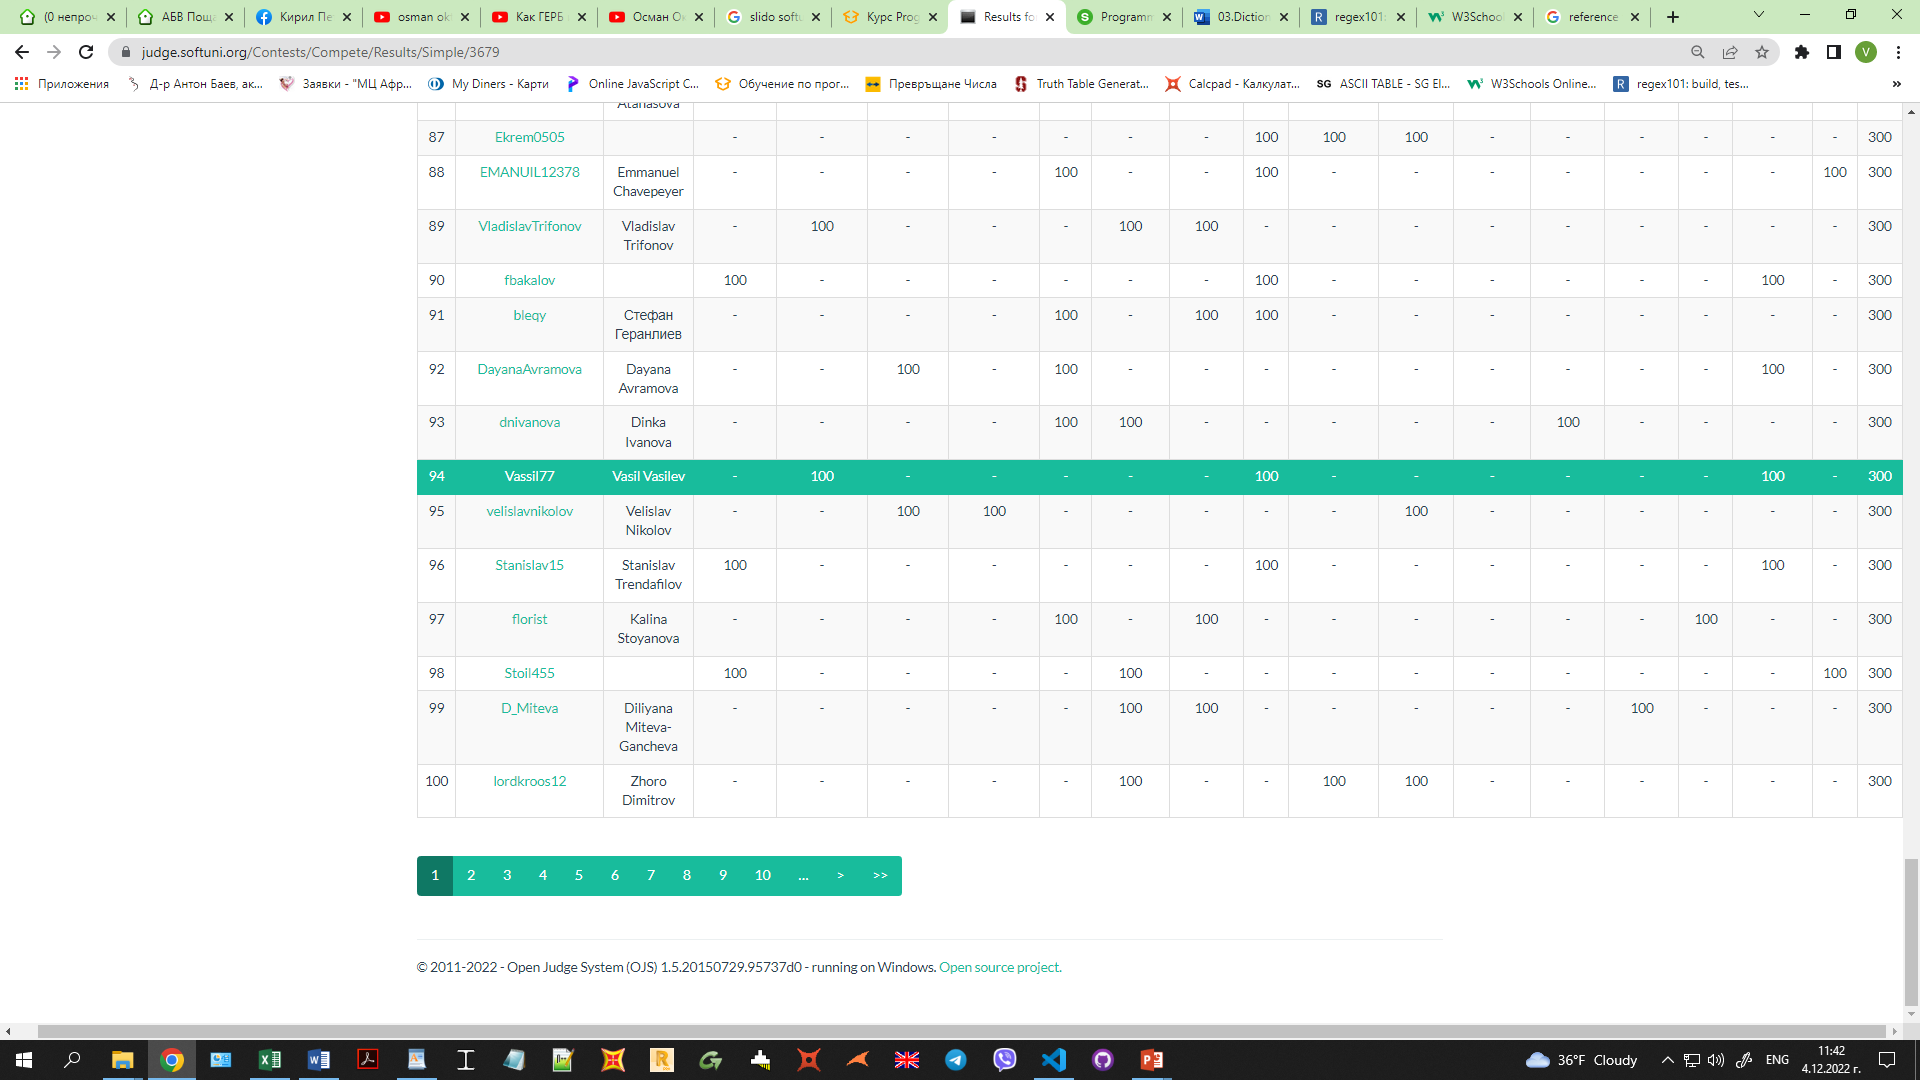 (0 непроч
АБВ Поща
Кирил Пе
osman ok
Как ГЕРБ
Осман О
slido softu
Курс Prog
Results fo
Programm
03.Diction
regex101:
W3School
reference
judge.softuni.org/Contests/Compete/Results/Simple/3679
V
Приложения
Д-р Антон Баев, ак...
Заявки - "МЦ Афр...
My Diners - Карти
Online JavaScript C...
Обучение по прог...
Превръщане Числа
Truth Table Generat...
Calcpad - Калкулат...
SG ASCII TABLE - SG El...
W3Schools Online...
regex101: build, tes...
»
Atanasova
87 Ekrem0505 - - - - - - - 100 100 100 - - - - - - 300
88 EMANUIL12378 Emmanuel - - - - 100 - - 100 - - - - - - - 100 300
Chavepeyer
89 VladislavTrifonov Vladislav - 100 - - - 100 100 - - - - - - - - - 300
Trifonov
90 fbakalov 100 - - - - - - 100 - - - - - - 100 - 300
91 bleqy Стефан - - - - 100 - 100 100 - - - - - - - - 300
Геранлиев
92 DayanaAvramova Dayana - - 100 - 100 - - - - - - - - - 100 - 300
Avramova
93 dnivanova Dinka - - - - 100 100 - - - - - 100 - - - - 300
Ivanova
94 Vassil77 Vasil Vasilev - 100 - - - - - 100 - - - - - - 100 - 300
95 velislavnikolov Velislav - - 100 100 - - - - - 100 - - - - - - 300
Nikolov
96 Stanislav15 Stanislav 100 - - - - - - 100 - - - - - - 100 - 300
Trendafilov
97 florist Kalina - - - - 100 - 100 - - - - - - 100 - - 300
Stoyanova
98 Stoil455 100 - - - - 100 - - - - - - - - - 100 300
99 D_Miteva Diliyana - - - - - 100 100 - - - - - 100 - - - 300
Miteva-
Gancheva
100 lordkroos12 Zhoro - - - - - 100 - - 100 100 - - - - - - 300
Dimitrov
1 2 3 4 5 6 7 8 9 10 ... > >>
© 2011-2022 - Open Judge System (OJS) 1.5.20150729.95737d0 - running on Windows. Open source project.
36°F Cloudy
ENG
11:42
4.12.2022 г.